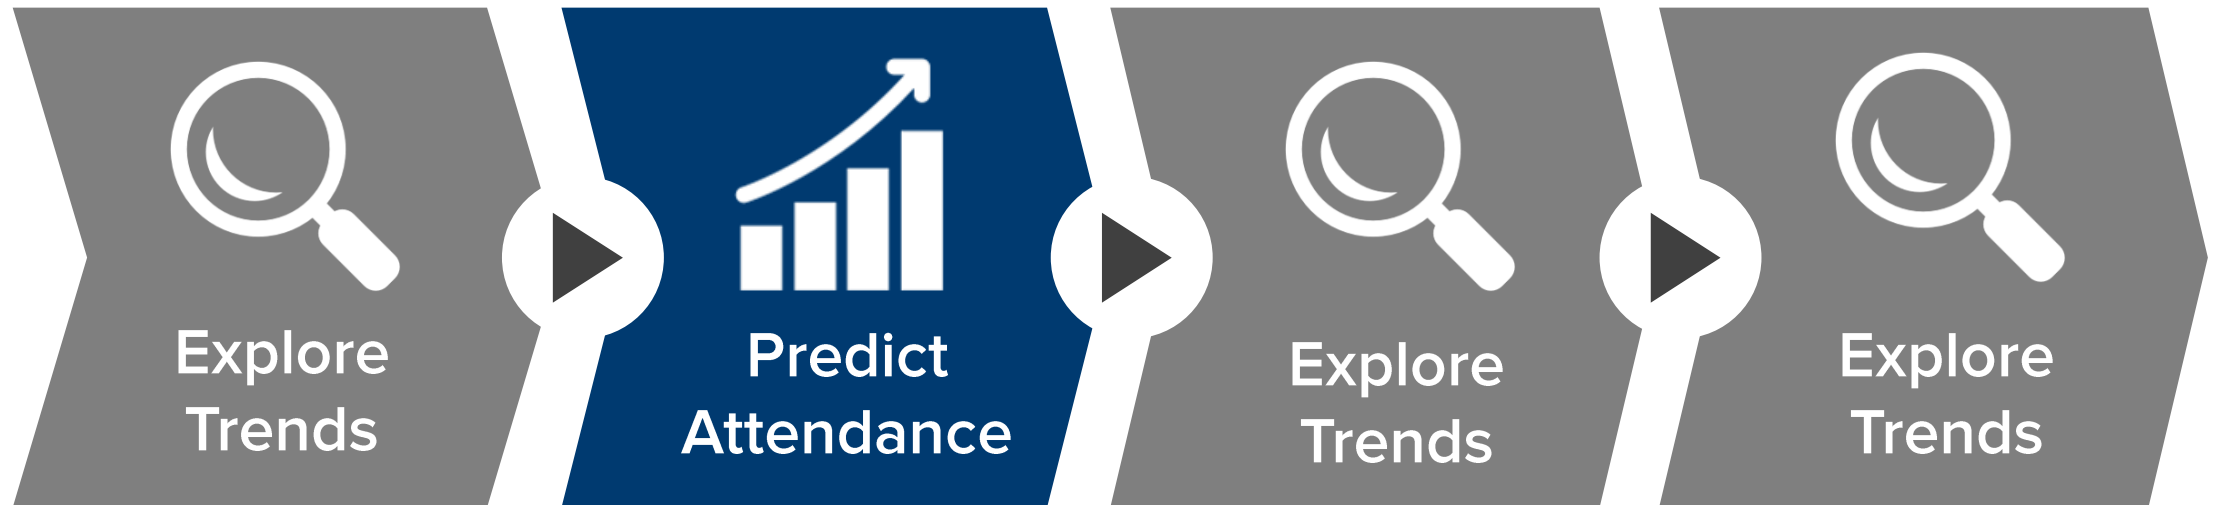 Explore
Trends
Predict
Attendance
Explore
Trends
Explore
Trends